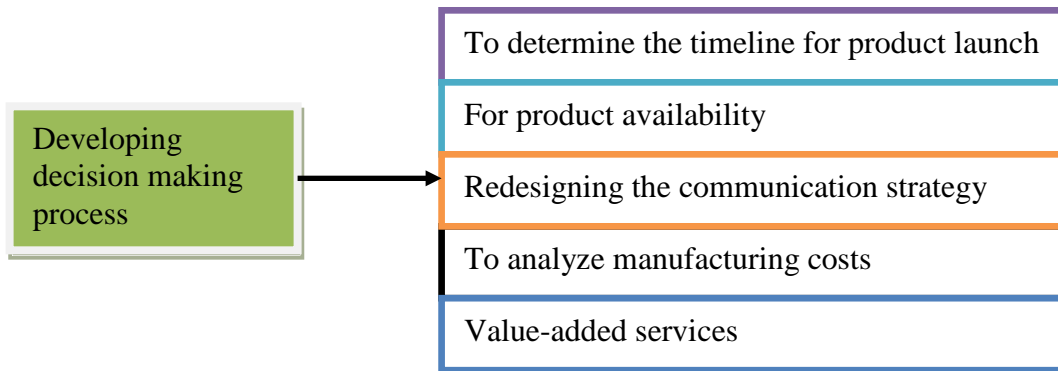 Developing
decision making
process
To determine the timeline for product launch
For product availability
Redesigning the communication strategy
To analyze manufacturing costs
Value-added services